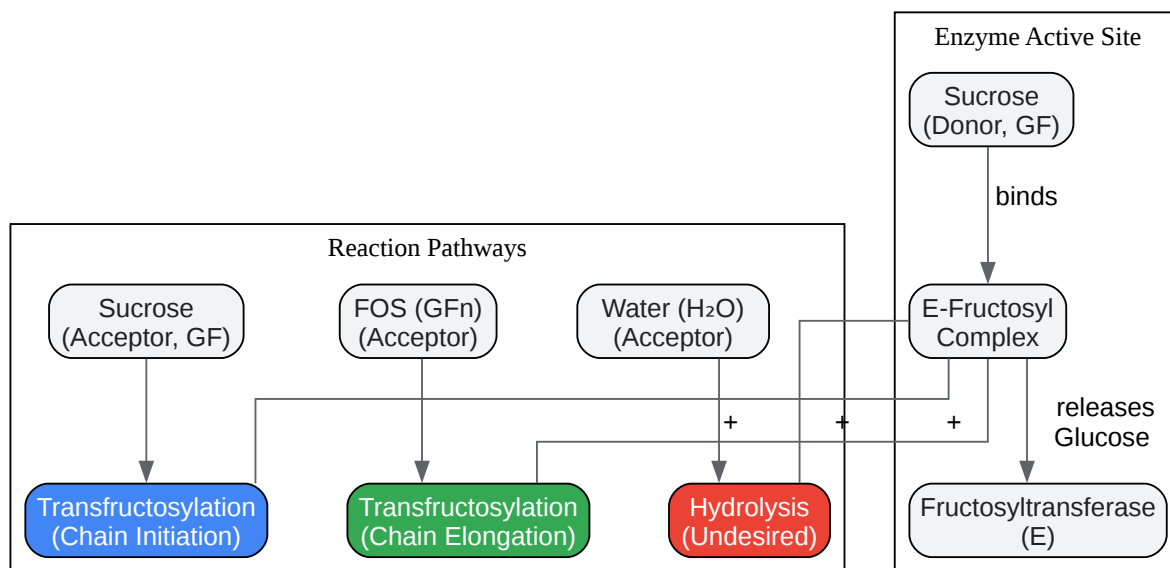 Enzyme Active Site
Sucrose
(Donor, GF)
binds
Reaction Pathways
Sucrose
(Acceptor, GF)
FOS (GFn)
(Acceptor)
Water (H₂O)
(Acceptor)
E-Fructosyl
Complex
+
+
+
releases
Glucose
Transfructosylation
(Chain Initiation)
Transfructosylation
(Chain Elongation)
Hydrolysis
(Undesired)
Fructosyltransferase
(E)